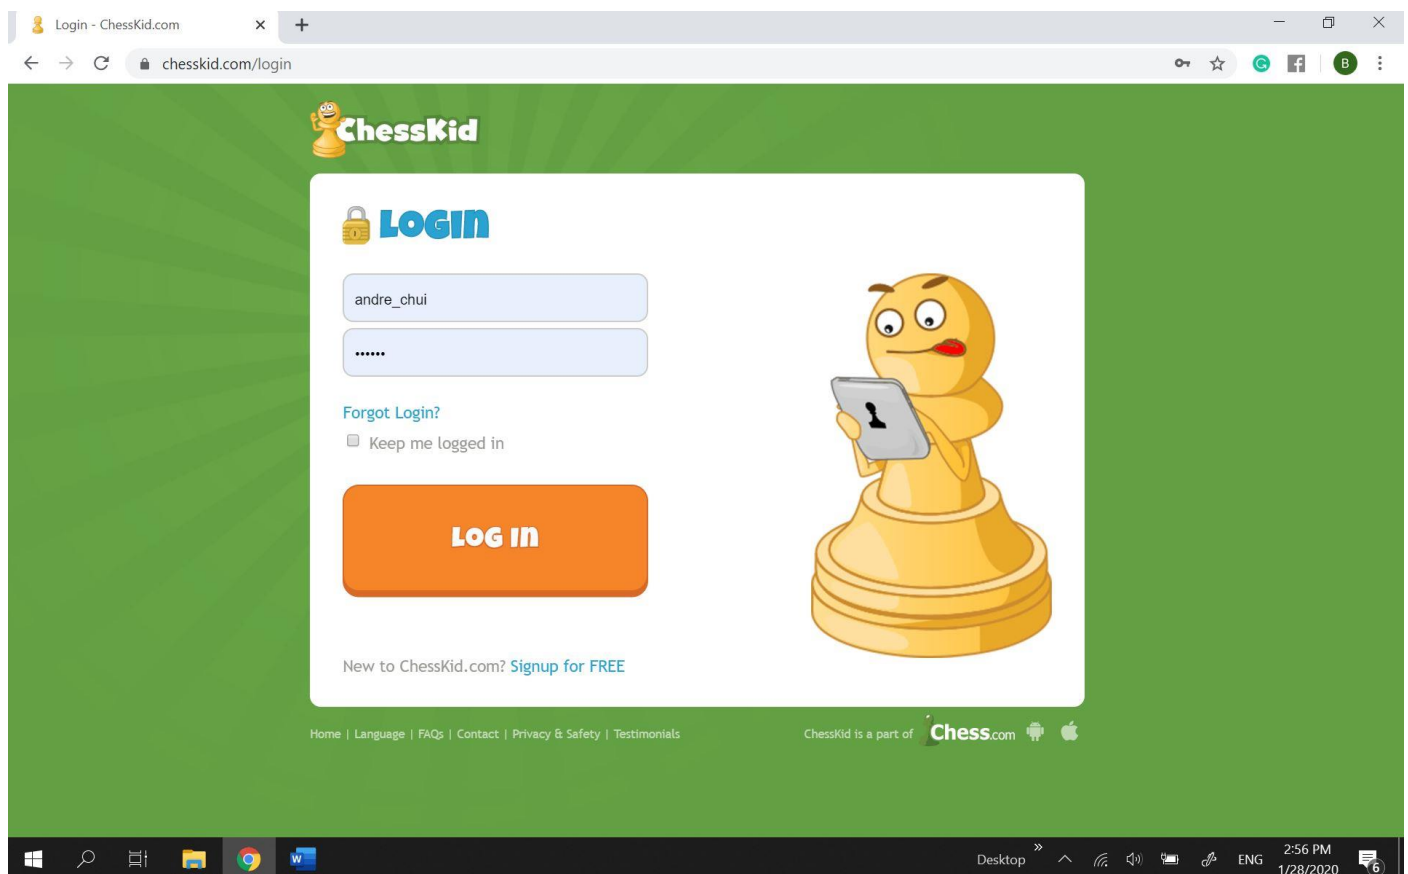 Login - ChessKid.com
chesskid.com/login
B
ChessKid
LOGIN
andre_chui
••••••
Forgot Login?
Keep me logged in
LOG IN
New to ChessKid.com? Signup for FREE
Home | Language | FAQs | Contact | Privacy & Safety | Testimonials
ChessKid is a part of Chess.com
Desktop
ENG
2:56 PM
1/28/2020
6